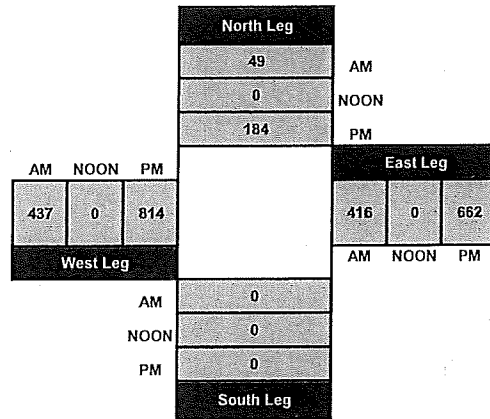 North Leg
49 AM
0 NOON
184 PM
AM NOON PM
East Leg
437 0 814
416 0 662
West Leg
AM NOON PM
AM 0
NOON 0
PM 0
South Leg